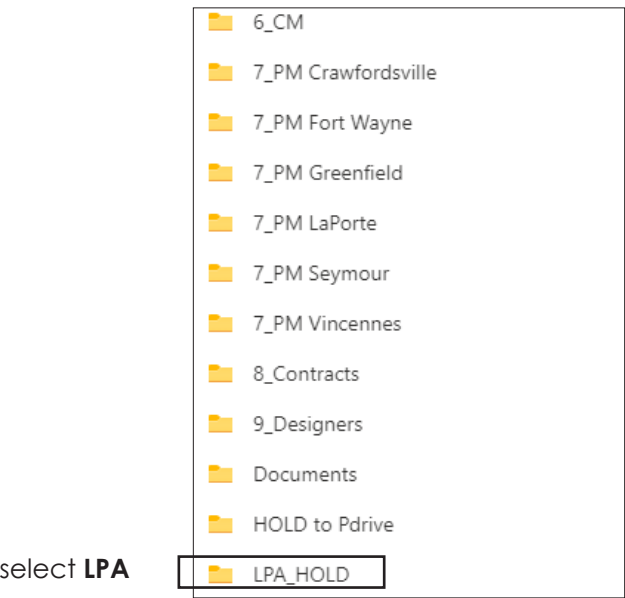 6_CM
7_PM Crawfordsville
7_PM Fort Wayne
7_PM Greenfield
7_PM LaPorte
7_PM Seymour
7_PM Vincennes
8_Contracts
9_Designers
Documents
HOLD to Pdrive
select LPA
LPA_HOLD